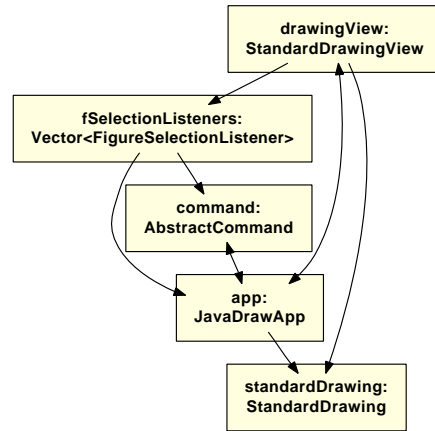 drawingView:
StandardDrawingView
fSelectionListeners:
Vector<FigureSelectionListener>
command:
AbstractCommand
app:
JavaDrawApp
standardDrawing:
StandardDrawing